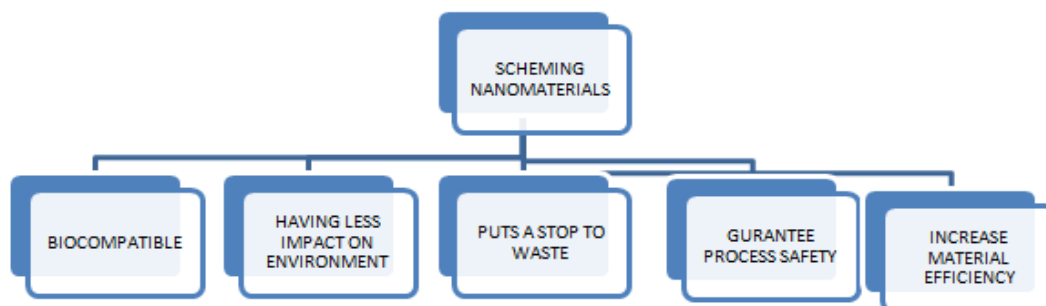 SCHEMING
NANOMATERIALS
BIOCOMPATIBLE
HAVING LESS
IMPACT ON
ENVIRONMENT
PUTS A STOP TO
WASTE
GURANTEE
PROCESS SAFETY
INCREASE
MATERIAL
EFFICIENCY